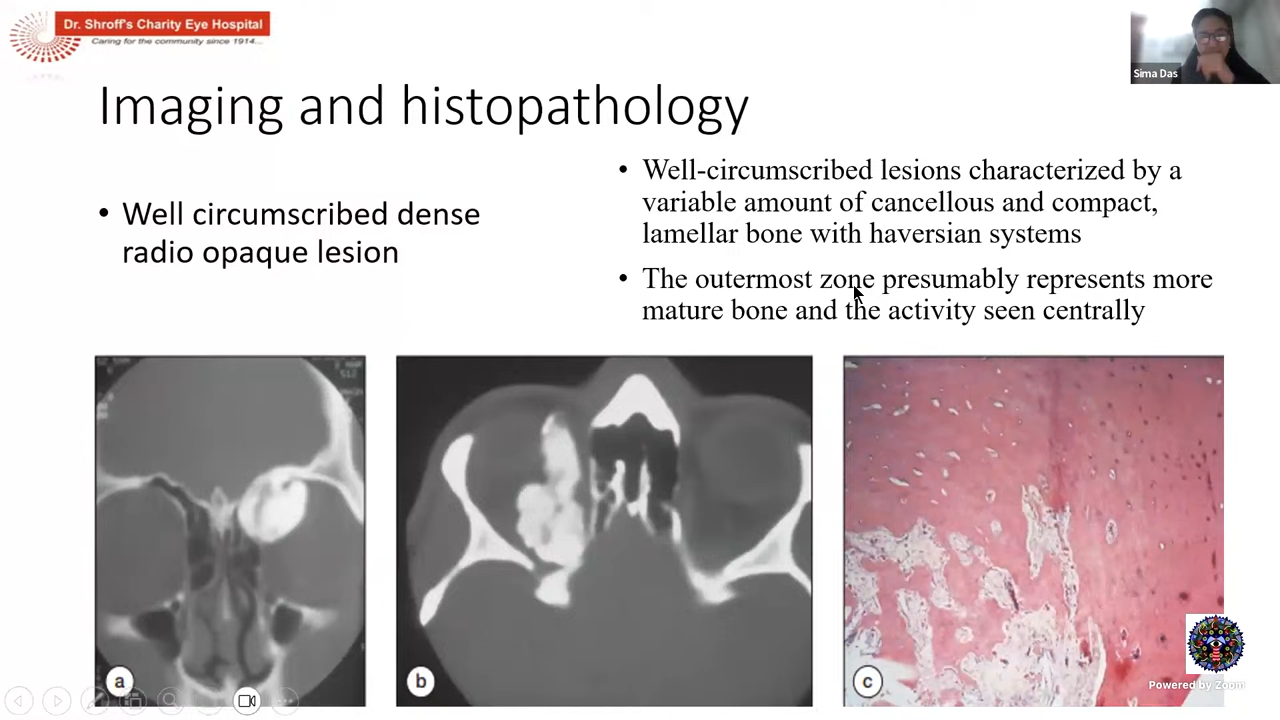 Dr. Shroff's Charity Eye Hospital
Caring for the community since 1914...
Sima Das
Imaging and histopathology
• Well circumscribed dense
radio opaque lesion
• Well-circumscribed lesions characterized by a
variable amount of cancellous and compact,
lamellar bone with haversian systems
• The outermost zone presumably represents more
mature bone and the activity seen centrally
a
b
c
Powered by Zoom